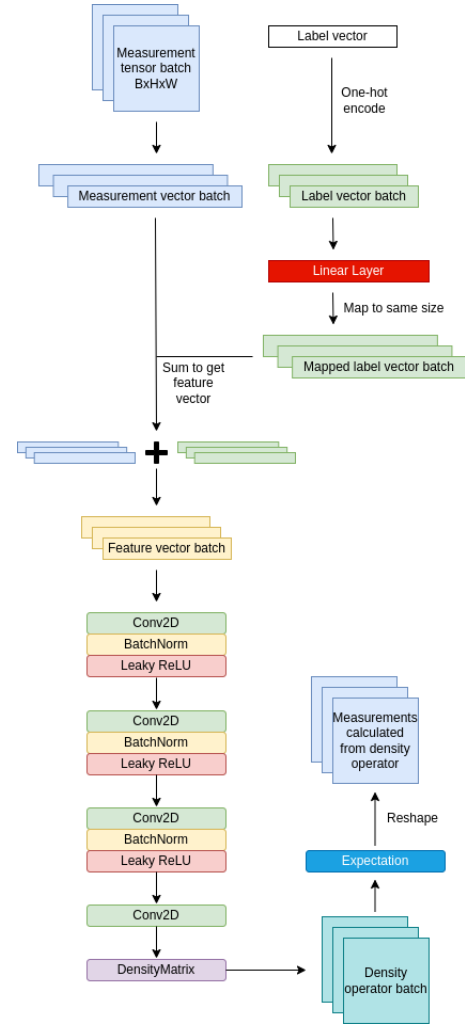 Measurement
tensor batch
BxHxW
Label vector
One-hot
encode
Measurement vector batch
Label vector batch
Linear Layer
Map to same size
Mapped label vector batch
Sum to get
feature
vector
Feature vector batch
Conv2D
BatchNorm
Leaky ReLU
Conv2D
BatchNorm
Leaky ReLU
Conv2D
BatchNorm
Leaky ReLU
Conv2D
DensityMatrix
Measurements
calculated
from density
operator
Reshape
Expectation
Density
operator batch